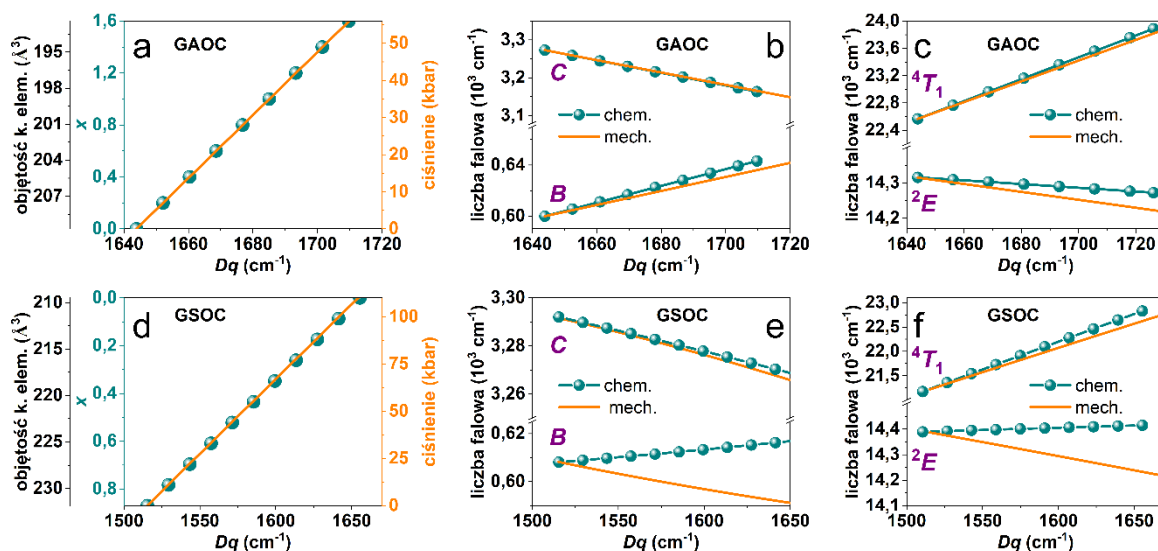 a
GAOC
objętość k. elem. (Å³)
195
198
201
204
207
x
1,6
1,2
0,8
0,4
0,0
ciśnienie (kbar)
50
40
30
20
10
0
1640 1660 1680 1700 1720
Dq (cm⁻¹)
b
GAOC
liczba falowa (10³ cm⁻¹)
3,3
3,2
3,1
0,64
0,60
C
chem.
mech.
B
1640 1660 1680 1700 1720
Dq (cm⁻¹)
c
GAOC
liczba falowa (10³ cm⁻¹)
24,0
23,6
23,2
22,8
22,4
14,3
14,2
⁴T₁
chem.
mech.
²E
1640 1660 1680 1700 1720
Dq (cm⁻¹)
d
GSOC
objętość k. elem. (Å³)
210
215
220
225
230
x
0,0
0,2
0,4
0,6
0,8
ciśnienie (kbar)
100
75
50
25
0
1500 1550 1600 1650
Dq (cm⁻¹)
e
GSOC
liczba falowa (10³ cm⁻¹)
3,30
3,28
3,26
0,62
0,60
C
chem.
mech.
B
1500 1550 1600 1650
Dq (cm⁻¹)
f
GSOC
liczba falowa (10³ cm⁻¹)
23,0
22,5
22,0
21,5
14,4
14,3
14,2
14,1
⁴T₁
chem.
mech.
²E
1500 1550 1600 1650
Dq (cm⁻¹)